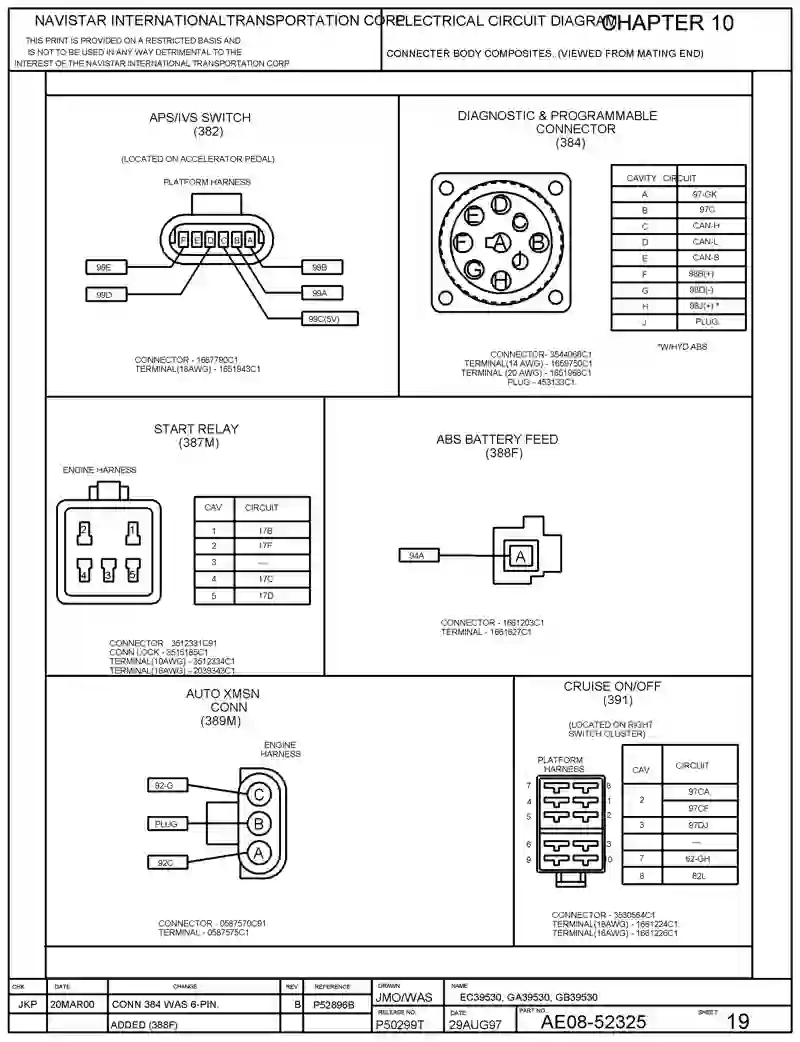 NAVISTAR INTERNATIONALTRANSPORTATION CORP.
ELECTRICAL CIRCUIT DIAGRAM
CHAPTER 10
THIS PRINT IS PROVIDED ON A RESTRICTED BASIS AND
IS NOT TO BE USED IN ANY WAY DETRIMENTAL TO THE
INTEREST OF THE NAVISTAR INTERNATIONAL TRANSPORTATION CORP
CONNECTER BODY COMPOSITES. (VIEWED FROM MATING END)
APS/IVS SWITCH
(382)
(LOCATED ON ACCELERATOR PEDAL)
PLATFORM HARNESS
F E D C B A
99E
99D
99B
99A
99C(5V)
CONNECTOR - 1667790C1
TERMINAL(18AWG) - 1651943C1
DIAGNOSTIC & PROGRAMMABLE
CONNECTOR
(384)
D
E C
F A B
G J
H
CAVITY CIRCUIT
A 97-GK
B 97G
C CAN-H
D CAN-L
E CAN-S
F 98B(+)
G 98D(-)
H 98J(+) *
J PLUG
*W/HYD ABS
CONNECTOR- 3544068C1
TERMINAL(14 AWG) - 1659750C1
TERMINAL (20 AWG) - 1651968C1
PLUG - 453133C1
START RELAY
(387M)
ENGINE HARNESS
2 1
4 3 5
CAV CIRCUIT
1 17B
2 17F
3 —
4 17C
5 17D
CONNECTOR 3512331C91
CONN LOCK - 3515185C1
TERMINAL(10AWG) - 3512334C1
TERMINAL(18AWG) - 2039343C1
ABS BATTERY FEED
(388F)
94A
A
CONNECTOR - 1661203C1
TERMINAL - 1661627C1
AUTO XMSN
CONN
(389M)
ENGINE
HARNESS
92-G
PLUG
92C
C
B
A
CONNECTOR - 0587570C91
TERMINAL - 0587575C1
CRUISE ON/OFF
(391)
(LOCATED ON RIGHT
SWITCH CLUSTER)
PLATFORM
HARNESS
7 8
4 1
5 2
6 3
9 10
CAV CIRCUIT
2 97CA
97CF
3 97DJ
—
7 62-GH
8 62L
CONNECTOR - 3530564C1
TERMINAL(18AWG) - 1661224C1
TERMINAL(16AWG) - 1661226C1
CHK DATE CHANGE REV REFERENCE
JKP 20MAR00 CONN 384 WAS 6-PIN. B P52896B
ADDED (388F)
DRAWN
JMO/WAS
NAME
EC39530, GA39530, GB39530
RELEASE NO.
P50299T
DATE
29AUG97
PART NO.
AE08-52325
SHEET
19